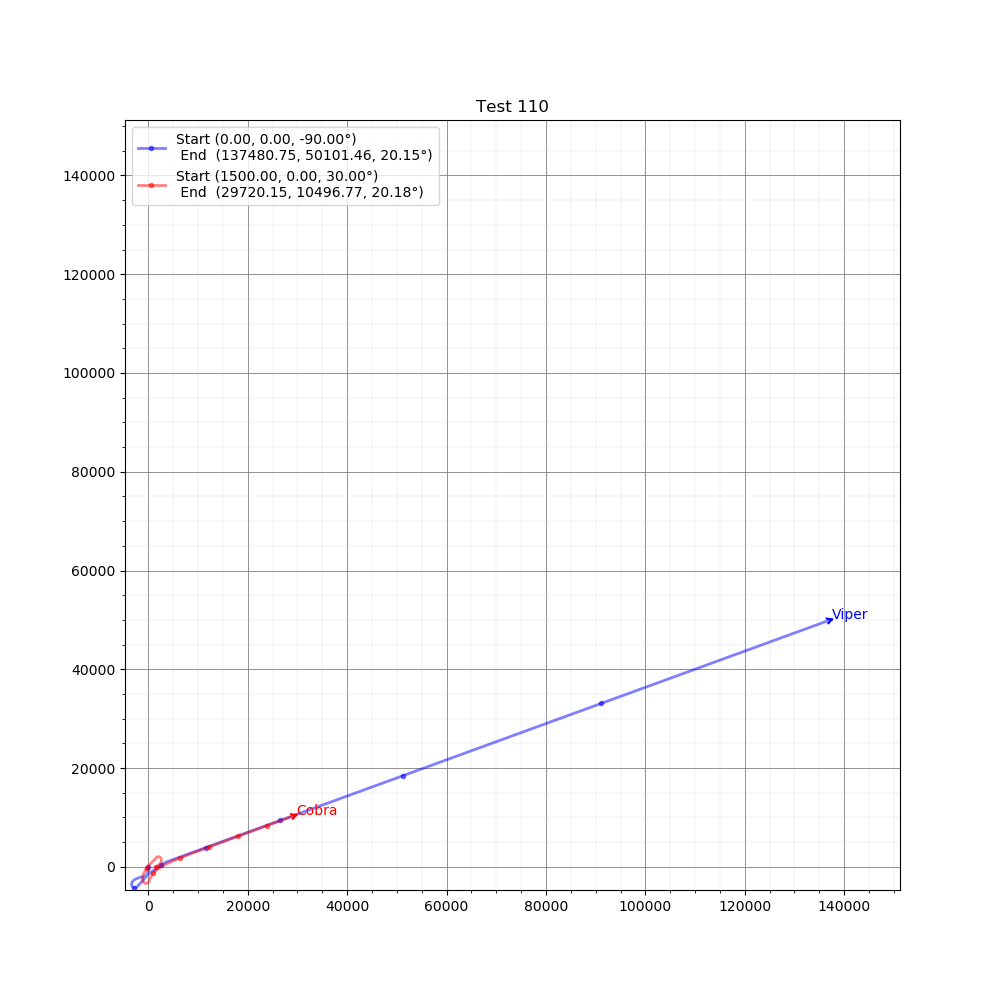 Test 110
Start (0.00, 0.00, -90.00°)
End (137480.75, 50101.46, 20.15°)
Start (1500.00, 0.00, 30.00°)
End (29720.15, 10496.77, 20.18°)
140000
120000
100000
80000
60000
Viper
40000
20000
Cobra
0
0 20000 40000 60000 80000 100000 120000 140000